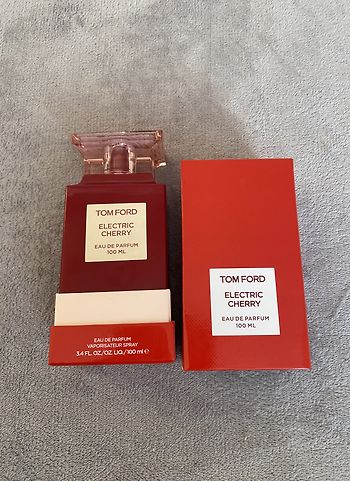 TOM FORD
ELECTRIC
CHERRY
EAU DE PARFUM
100 ML
EAU DE PARFUM
VAPORISATEUR SPRAY
3.4 FL. OZ./OZ. LIQ./100 ml ℮
TOM FORD
ELECTRIC
CHERRY
EAU DE PARFUM
100 ML